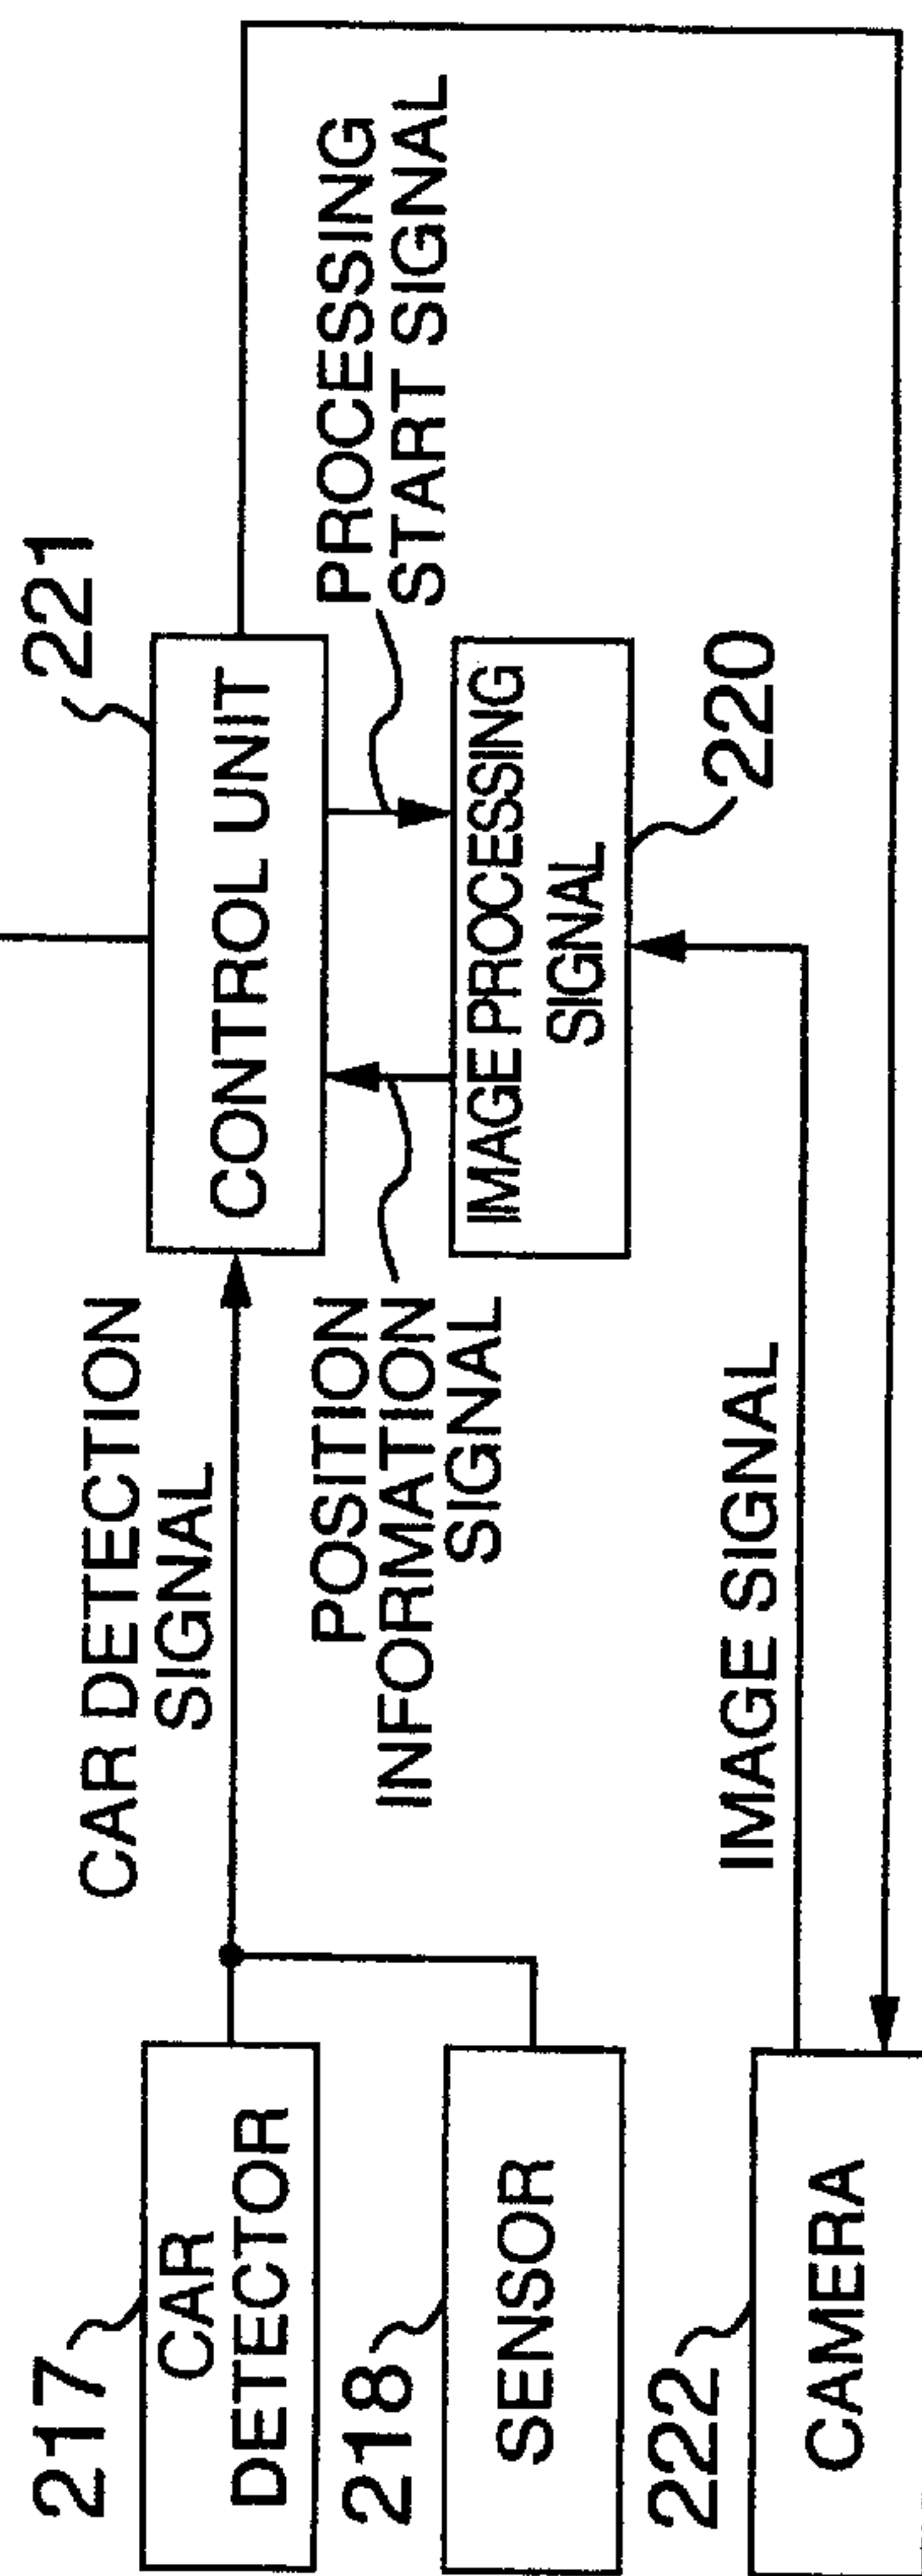 221
CAR DETECTION
SIGNAL
CONTROL UNIT
PROCESSING
START SIGNAL
217
CAR
DETECTOR
POSITION
INFORMATION
SIGNAL
IMAGE PROCESSING
SIGNAL
218
SENSOR
220
IMAGE SIGNAL
222
CAMERA